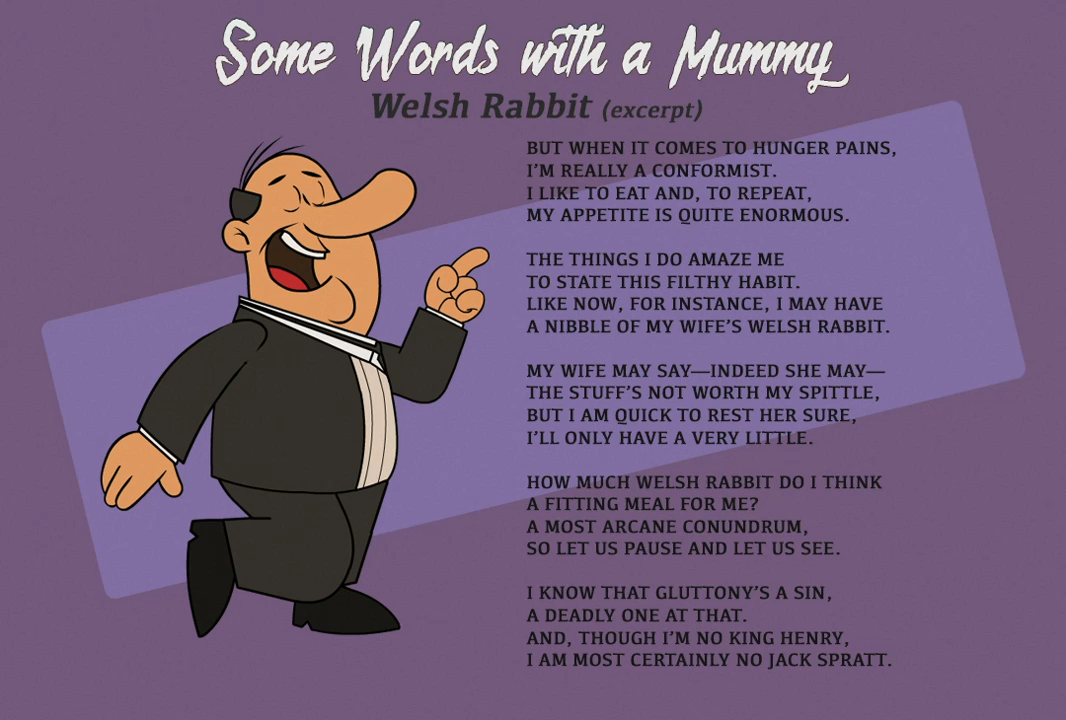 Some Words with a Mummy
Welsh Rabbit (excerpt)
BUT WHEN IT COMES TO HUNGER PAINS,
I'M REALLY A CONFORMIST.
I LIKE TO EAT AND, TO REPEAT,
MY APPETITE IS QUITE ENORMOUS.
THE THINGS I DO AMAZE ME
TO STATE THIS FILTHY HABIT.
LIKE NOW, FOR INSTANCE, I MAY HAVE
A NIBBLE OF MY WIFE'S WELSH RABBIT.
MY WIFE MAY SAY—INDEED SHE MAY—
THE STUFF'S NOT WORTH MY SPITTLE,
BUT I AM QUICK TO REST HER SURE,
I'LL ONLY HAVE A VERY LITTLE.
HOW MUCH WELSH RABBIT DO I THINK
A FITTING MEAL FOR ME?
A MOST ARCANE CONUNDRUM,
SO LET US PAUSE AND LET US SEE.
I KNOW THAT GLUTTONY'S A SIN,
A DEADLY ONE AT THAT.
AND, THOUGH I'M NO KING HENRY,
I AM MOST CERTAINLY NO JACK SPRATT.